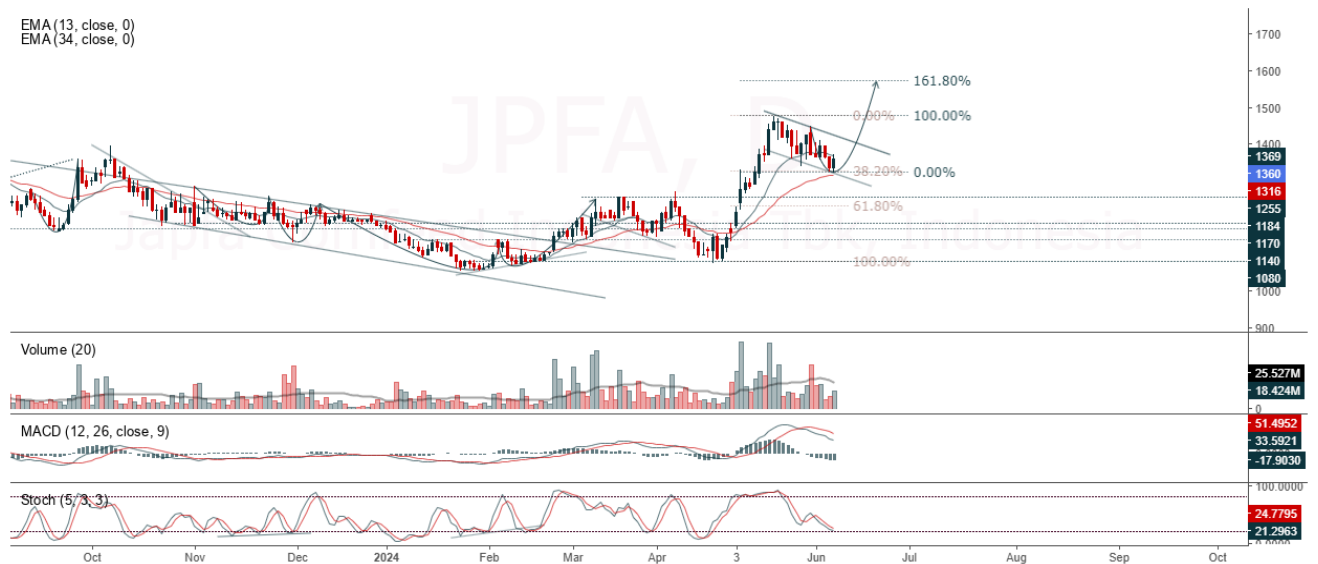 EMA (13, close, 0)
EMA (34, close, 0)
JPFA, D
161.80%
0.00%
100.00%
38.20%
0.00%
61.80%
100.00%
1700
1600
1500
1400
1369
1360
1316
1255
1184
1170
1140
1080
1000
900
Volume (20)
25.527M
18.424M
0
MACD (12, 26, close, 9)
51.4952
33.5921
-17.9030
Stoch (5, 3, 3)
100.0000
24.7795
21.2963
Oct
Nov
Dec
2024
Feb
Mar
Apr
3
Jun
Jul
Aug
Sep
Oct